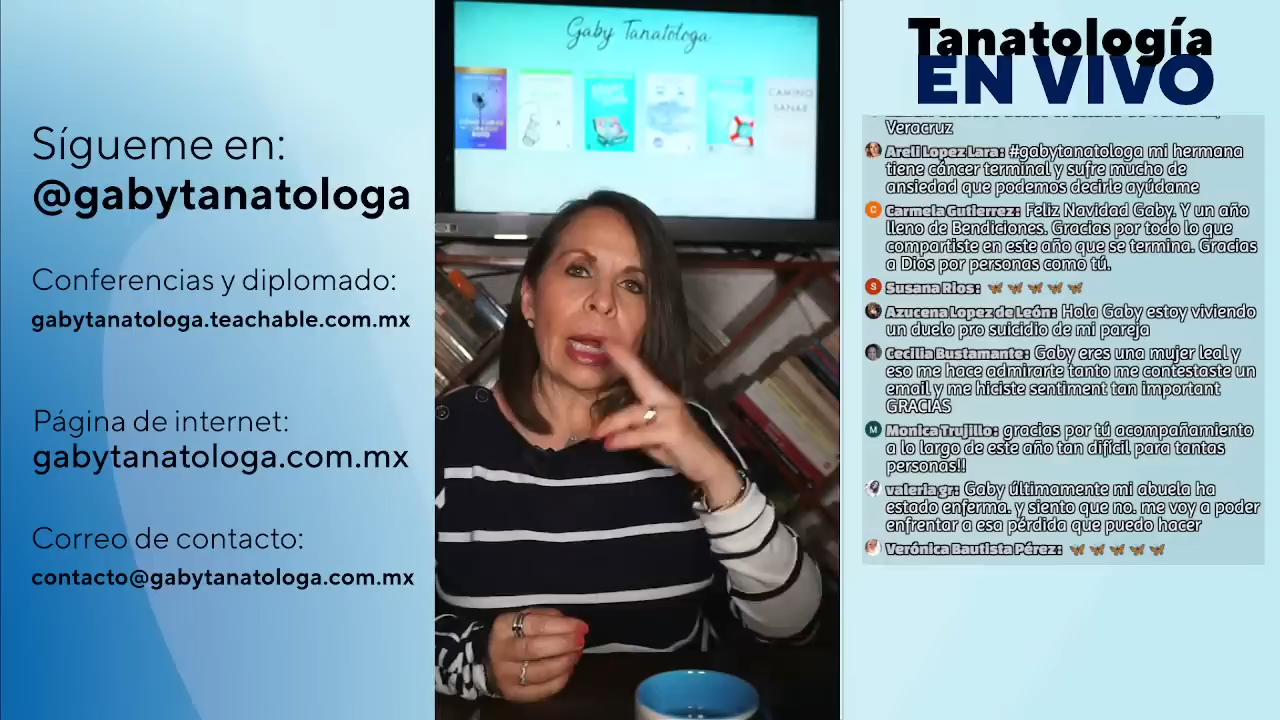 Sígueme en:
@gabytanatologa
Conferencias y diplomado:
gabytanatologa.teachable.com.mx
Página de internet:
gabytanatologa.com.mx
Correo de contacto:
contacto@gabytanatologa.com.mx
Gaby Tanatóloga
CAMINO
SANAR
Tanatología
EN VIVO
Veracruz
Areli Lopez Lara: #gabytanatologa mi hermana
tiene cáncer terminal y sufre mucho de
ansiedad que podemos decirle ayúdame
Carmela Gutierrez: Feliz Navidad Gaby. Y un año
lleno de Bendiciones. Gracias por todo lo que
compartiste en este año que se termina. Gracias
a Dios por personas como tú.
Susana Rios:
Azucena Lopez de León: Hola Gaby estoy viviendo
un duelo pro suicidio de mi pareja
Cecilia Bustamante: Gaby eres una mujer leal y
eso me hace admirarte tanto me contestaste un
email y me hiciste sentiment tan important
GRACIAS
Monica Trujillo: gracias por tú acompañamiento
a lo largo de este año tan difícil para tantas
personas!!
valeria gr: Gaby últimamente mi abuela ha
estado enferma. y siento que no. me voy a poder
enfrentar a esa pérdida que puedo hacer
Verónica Bautista Pérez: